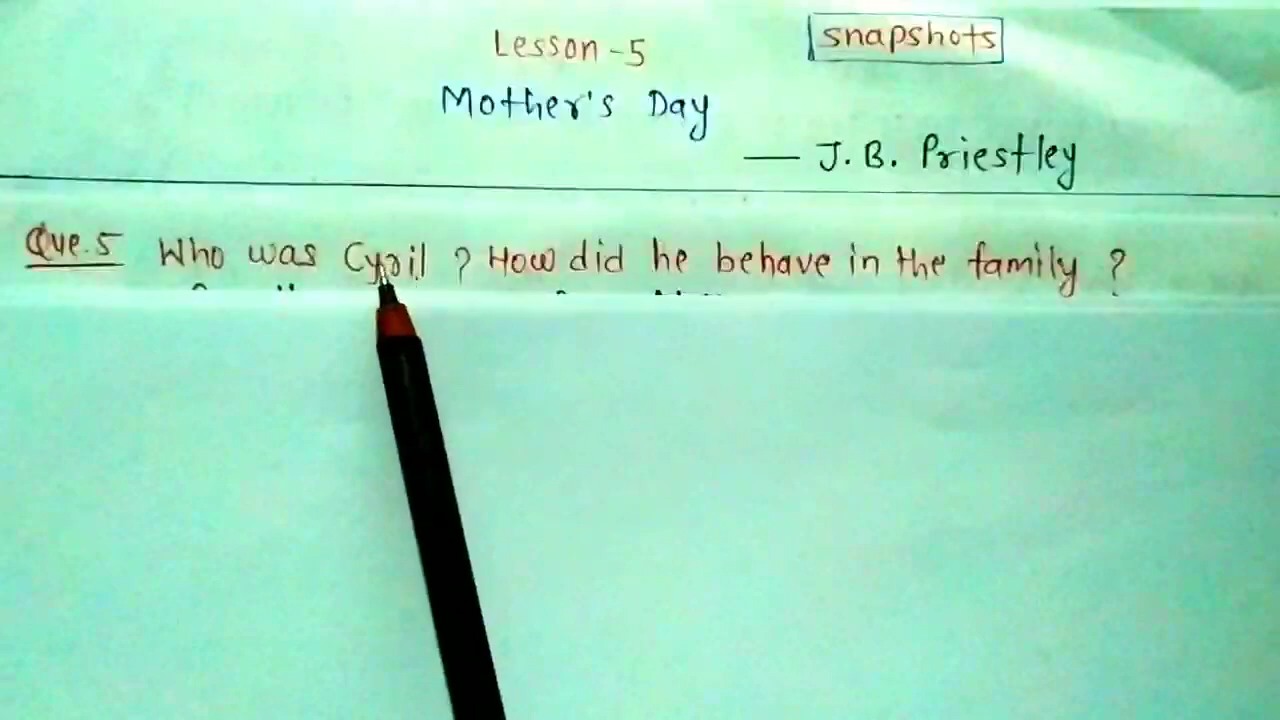 Lesson-5
snapshots
Mother's Day
— J. B. Priestley
Que.5 Who was Cyril ? How did he behave in the family ?